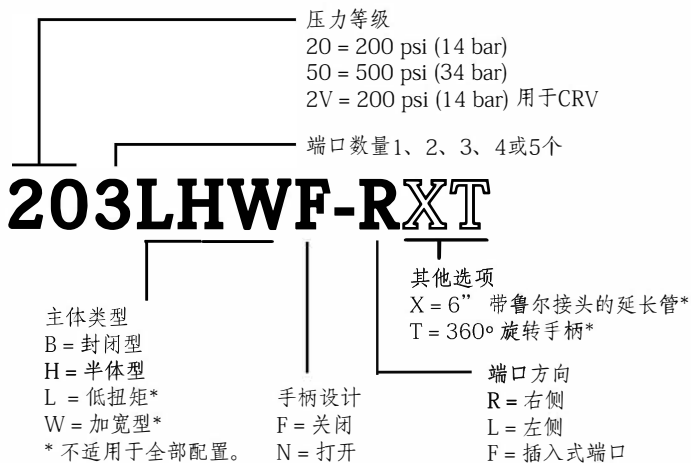 压力等级
20 = 200 psi (14 bar)
50 = 500 psi (34 bar)
2V = 200 psi (14 bar) 用于CRV
端口数量1、2、3、4或5个
203LHWF-RXT
其他选项
X = 6” 带鲁尔接头的延长管*
T = 360° 旋转手柄*
主体类型
B = 封闭型
H = 半体型
L = 低扭矩*
W = 加宽型*
* 不适用于全部配置。
手柄设计
F = 关闭
N = 打开
端口方向
R = 右侧
L = 左侧
F = 插入式端口